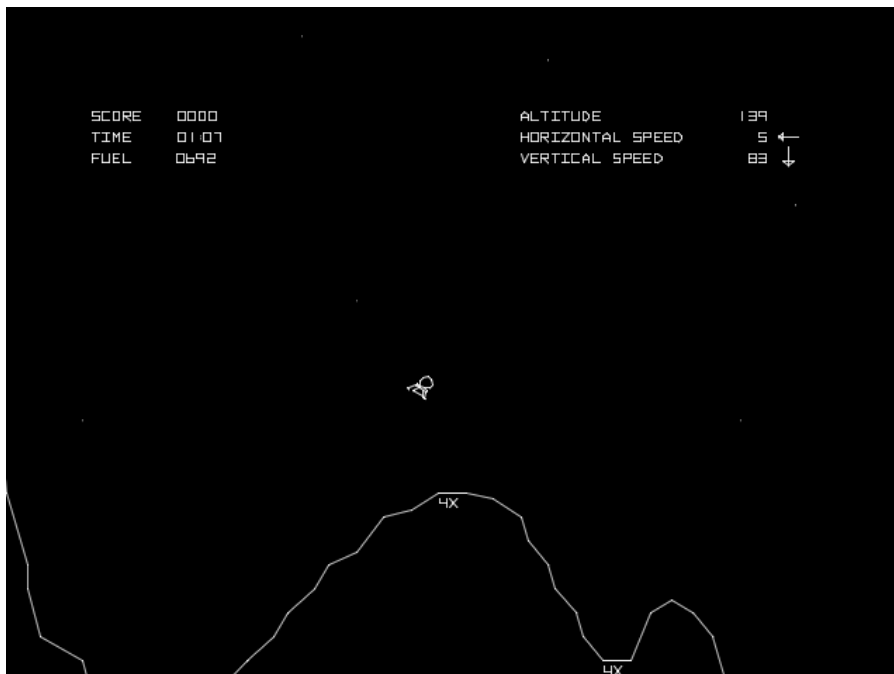 SCORE 0000
TIME 01:07
FUEL 0692
ALTITUDE 139
HORIZONTAL SPEED 5 ←
VERTICAL SPEED 83 ↓
4X
4X